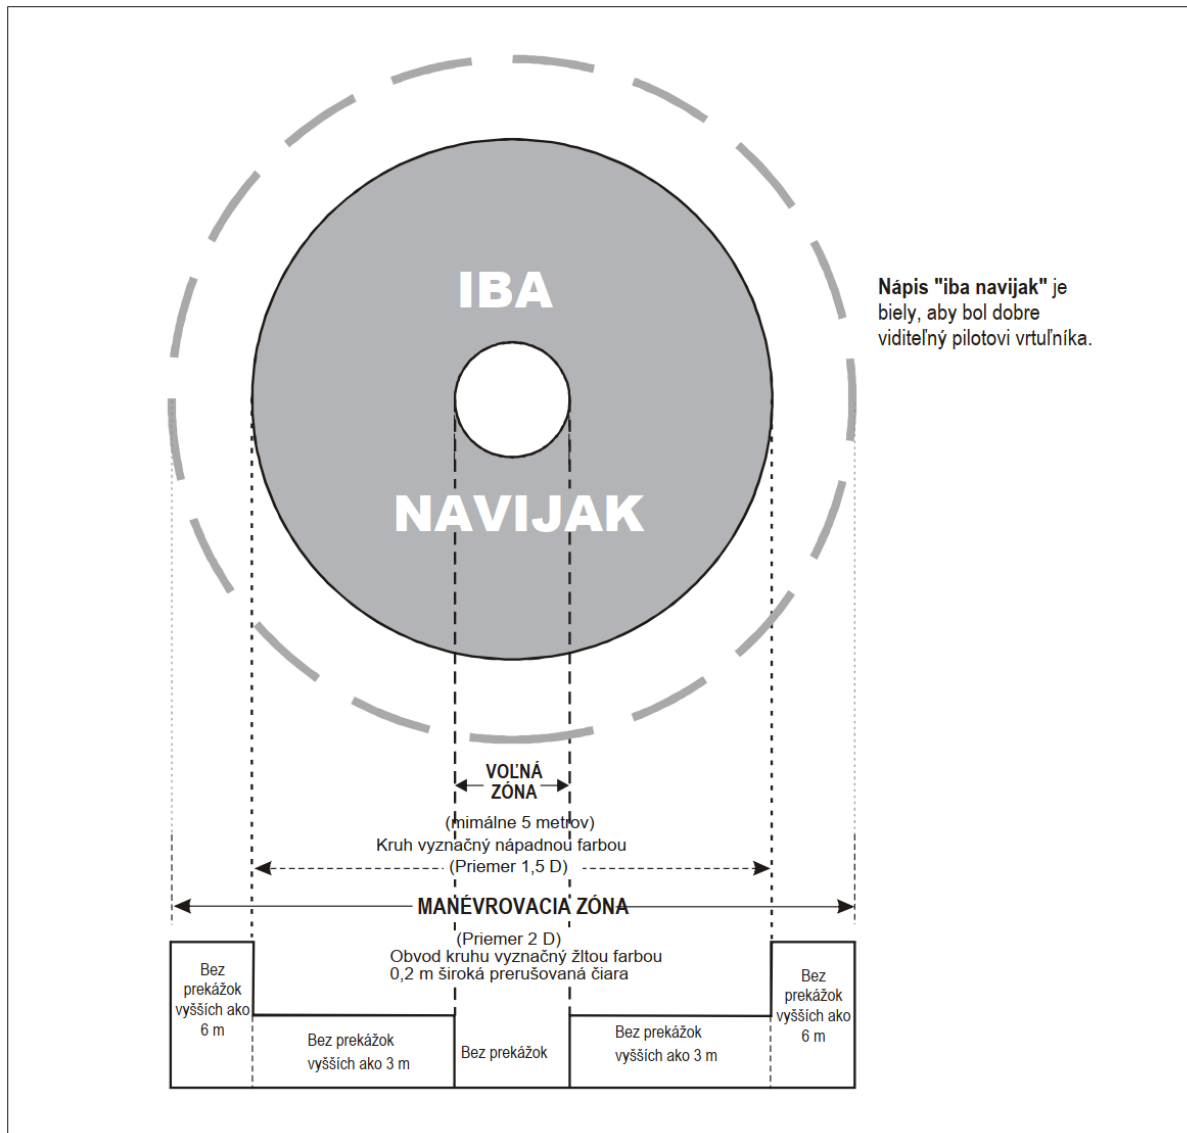 IBA
NAVIJAK
Nápis "iba navijak" je
biely, aby bol dobre
viditeľný pilotovi vrtuľníka.
VOĽNÁ
ZÓNA
(mimálne 5 metrov)
Kruh vyznačný nápadnou farbou
(Priemer 1,5 D)
MANÉVROVACIA ZÓNA
(Priemer 2 D)
Obvod kruhu vyznačný žltou farbou
0,2 m široká prerušovaná čiara
Bez
prekážok
vyšších ako
6 m
Bez prekážok
vyšších ako 3 m
Bez prekážok
Bez prekážok
vyšších ako 3 m
Bez
prekážok
vyšších ako
6 m